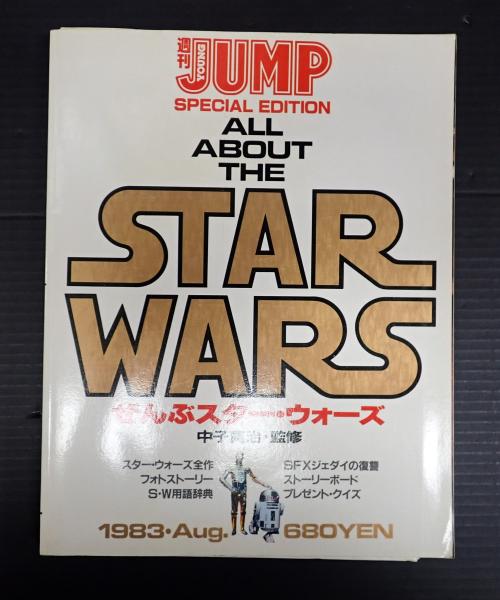 週刊
YOUNG
JUMP
SPECIAL EDITION
ALL
ABOUT
THE
STAR
WARS
ぜんぶスター・ウォーズ
中子真治・監修
スター・ウォーズ全作
フォトストーリー
S・W用語辞典
SFXジェダイの復讐
ストーリーボード
プレゼント・クイズ
1983・Aug.
680YEN